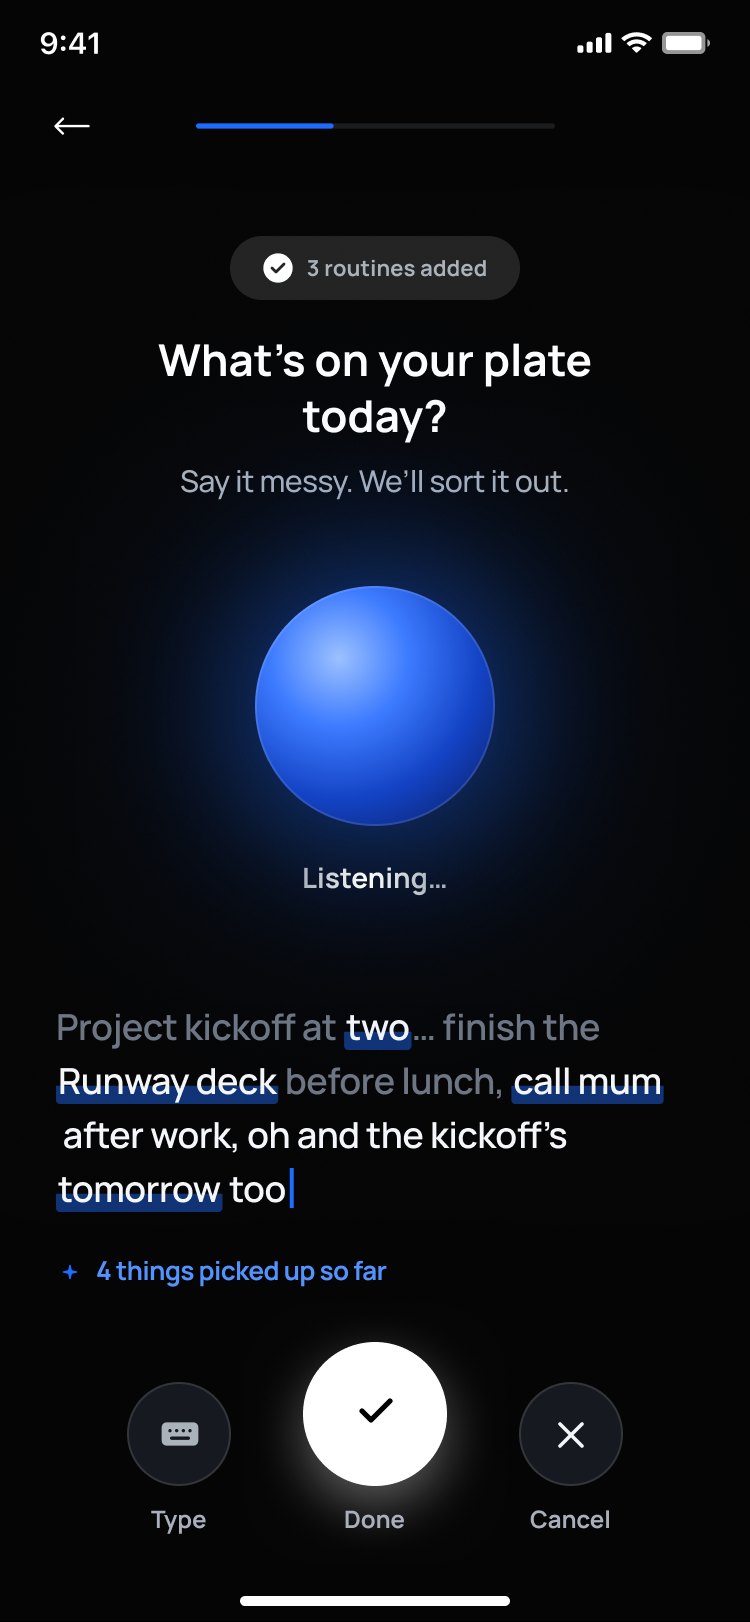 9:41
3 routines added
What’s on your plate
today?
Say it messy. We’ll sort it out.
Listening...
Project kickoff at two... finish the
Runway deck before lunch, call mum
after work, oh and the kickoff’s
tomorrow too
4 things picked up so far
Type
Done
Cancel